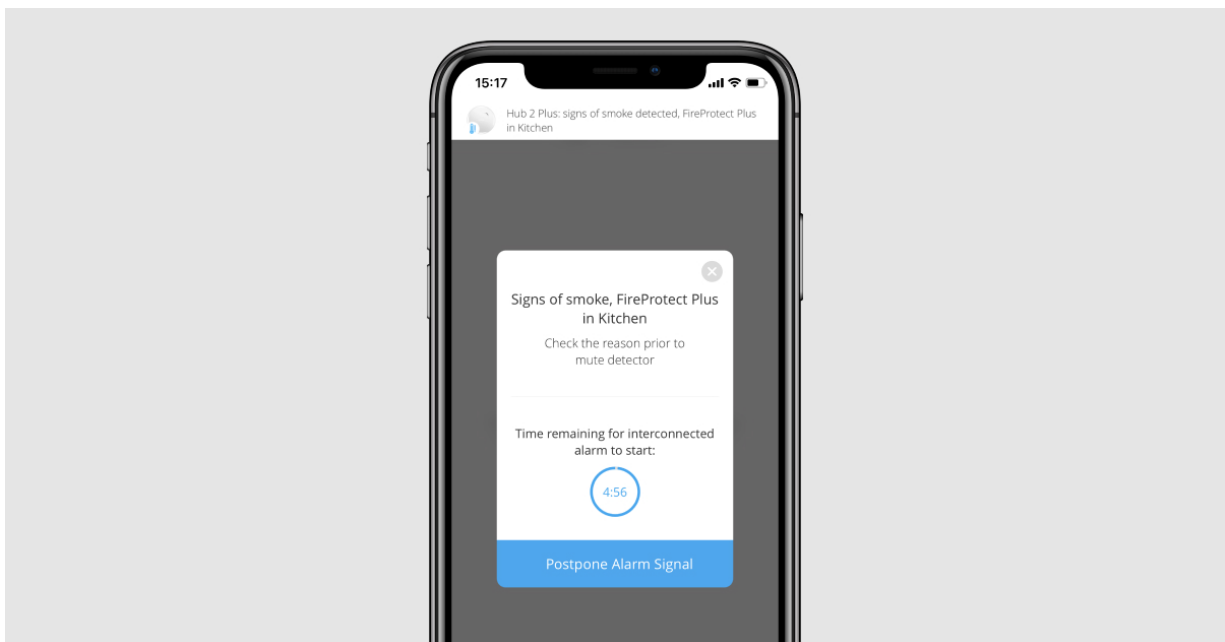 15:17
Hub 2 Plus: signs of smoke detected, FireProtect Plus
in Kitchen
Signs of smoke, FireProtect Plus
in Kitchen
Check the reason prior to
mute detector
Time remaining for interconnected
alarm to start:
4:56
Postpone Alarm Signal